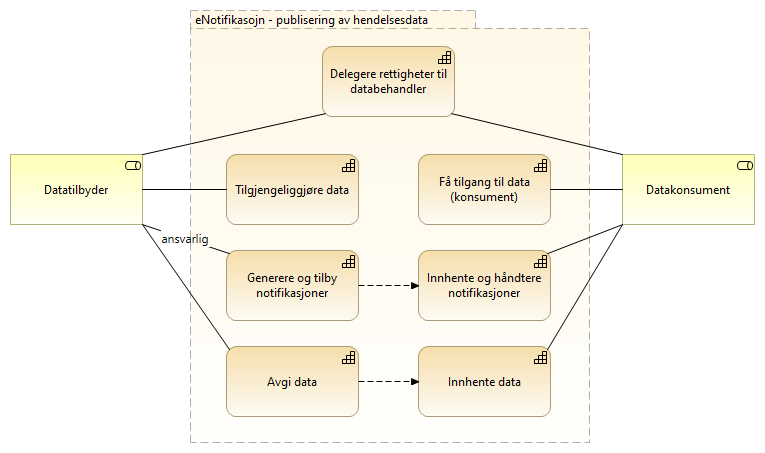 eNotifikasojn - publisering av hendelsesdata
Delegere rettigheter til
databehandler
Datatilbyder
Tilgjengeliggjøre data
Få tilgang til data
(konsument)
Datakonsument
ansvarlig
Generere og tilby
notifikasjoner
Innhente og håndtere
notifikasjoner
Avgi data
Innhente data